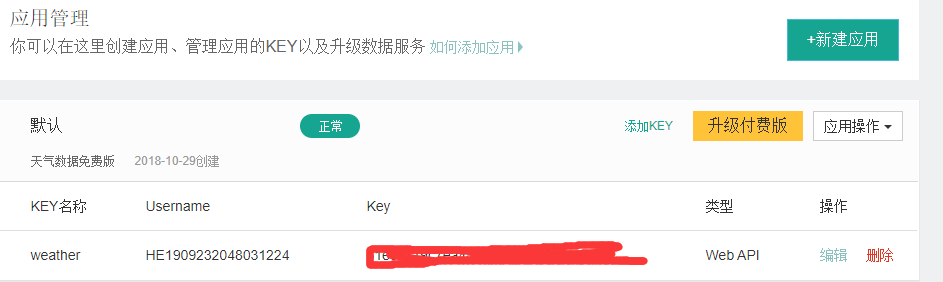 应用管理
你可以在这里创建应用、管理应用的KEY以及升级数据服务 如何添加应用
+新建应用
默认 正常 添加KEY 升级付费版 应用操作
天气数据免费版 2018-10-29创建
KEY名称 Username Key 类型 操作
weather HE1909232048031224 Web API 编辑 删除